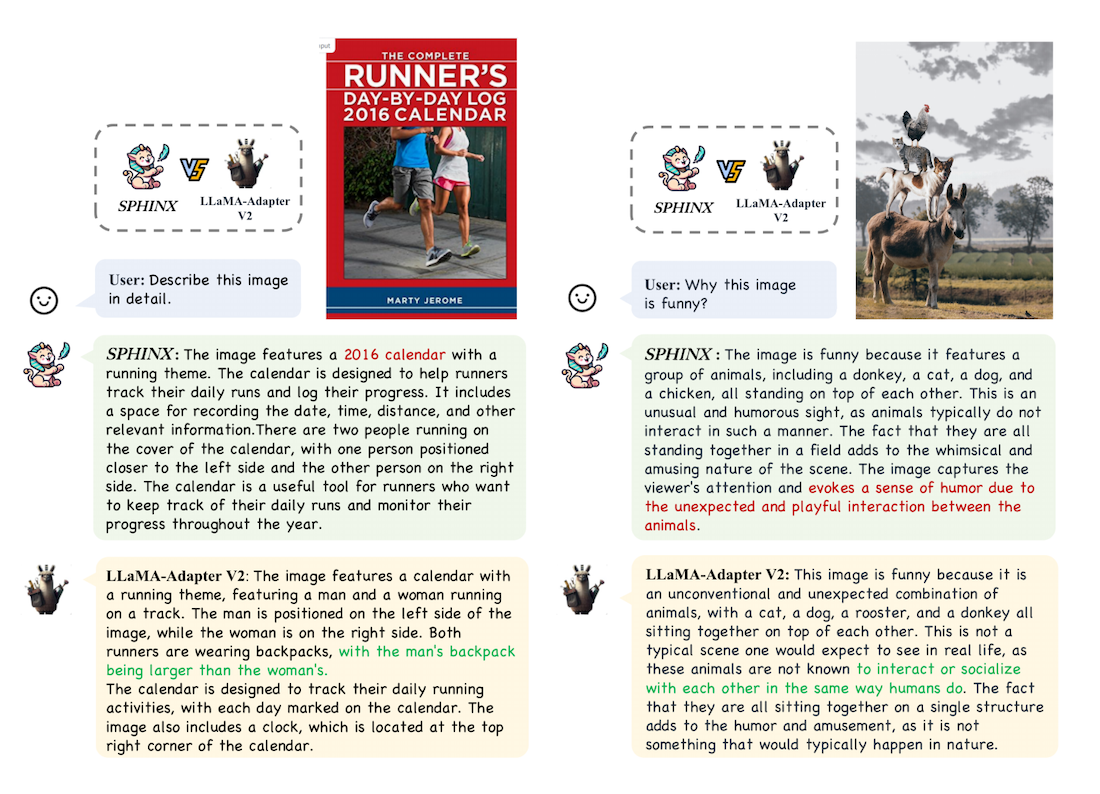 put
THE COMPLETE
RUNNER'S
DAY-BY-DAY LOG
2016 CALENDAR
MARTY JEROME
VS
SPHINX
LLaMA-Adapter
V2
User: Describe this image
in detail.
SPHINX: The image features a 2016 calendar with a
running theme. The calendar is designed to help runners
track their daily runs and log their progress. It includes
a space for recording the date, time, distance, and other
relevant information.There are two people running on
the cover of the calendar, with one person positioned
closer to the left side and the other person on the right
side. The calendar is a useful tool for runners who want
to keep track of their daily runs and monitor their
progress throughout the year.
LLaMA-Adapter V2: The image features a calendar with
a running theme, featuring a man and a woman running
on a track. The man is positioned on the left side of the
image, while the woman is on the right side. Both
runners are wearing backpacks, with the man's backpack
being larger than the woman's.
The calendar is designed to track their daily running
activities, with each day marked on the calendar. The
image also includes a clock, which is located at the top
right corner of the calendar.
VS
SPHINX
LLaMA-Adapter
V2
User: Why this image
is funny?
SPHINX : The image is funny because it features a
group of animals, including a donkey, a cat, a dog, and
a chicken, all standing on top of each other. This is an
unusual and humorous sight, as animals typically do not
interact in such a manner. The fact that they are all
standing together in a field adds to the whimsical and
amusing nature of the scene. The image captures the
viewer's attention and evokes a sense of humor due to
the unexpected and playful interaction between the
animals.
LLaMA-Adapter V2: This image is funny because it is
an unconventional and unexpected combination of
animals, with a cat, a dog, a rooster, and a donkey all
sitting together on top of each other. This is not a
typical scene one would expect to see in real life, as
these animals are not known to interact or socialize
with each other in the same way humans do. The fact
that they are all sitting together on a single structure
adds to the humor and amusement, as it is not
something that would typically happen in nature.